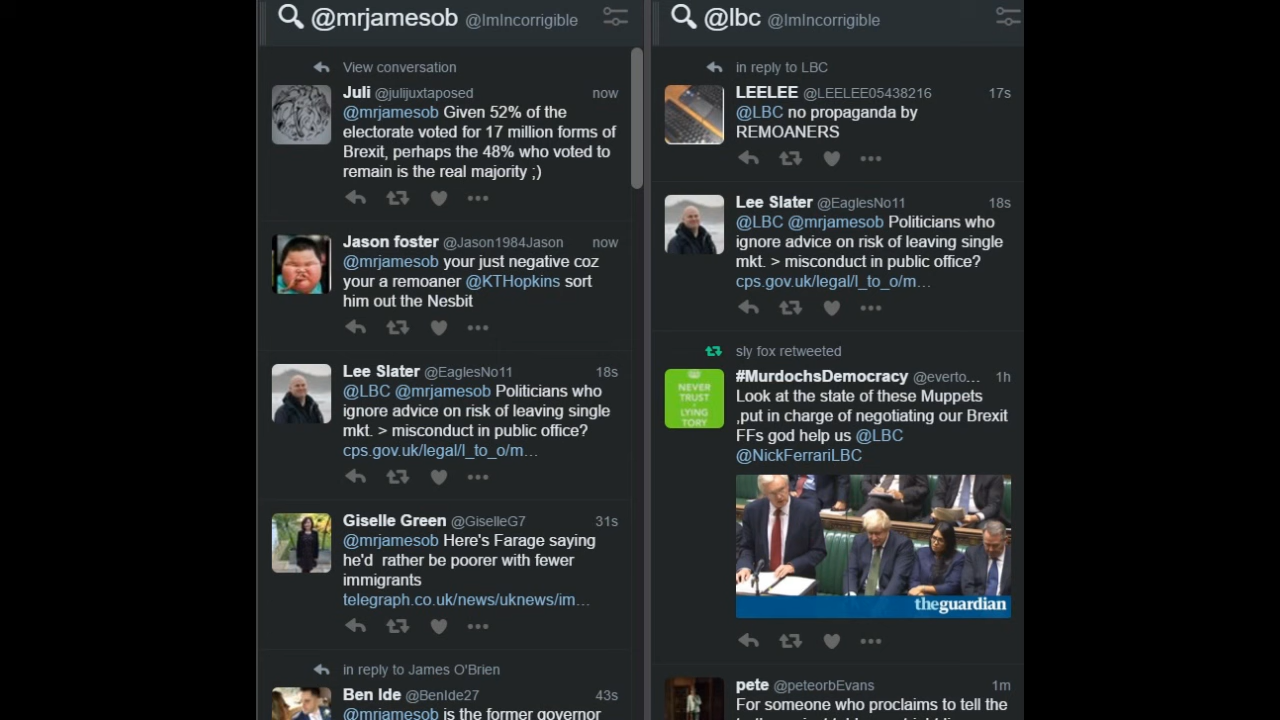 @mrjamesob @ImIncorrigible
View conversation
Juli @julijuxtaposed now
@mrjamesob Given 52% of the
electorate voted for 17 million forms of
Brexit, perhaps the 48% who voted to
remain is the real majority ;)
Jason foster @Jason1984Jason now
@mrjamesob your just negative coz
your a remoaner @KTHopkins sort
him out the Nesbit
Lee Slater @EaglesNo11 18s
@LBC @mrjamesob Politicians who
ignore advice on risk of leaving single
mkt. > misconduct in public office?
cps.gov.uk/legal/l_to_o/m…
Giselle Green @GiselleG7 31s
@mrjamesob Here's Farage saying
he'd rather be poorer with fewer
immigrants
telegraph.co.uk/news/uknews/im…
in reply to James O'Brien
Ben Ide @BenIde27 43s
@mrjamesob is the former governor
@lbc @ImIncorrigible
in reply to LBC
LEELEE @LEELEE05438216 17s
@LBC no propaganda by
REMOANERS
Lee Slater @EaglesNo11 18s
@LBC @mrjamesob Politicians who
ignore advice on risk of leaving single
mkt. > misconduct in public office?
cps.gov.uk/legal/l_to_o/m…
sly fox retweeted
#MurdochsDemocracy @everto… 1h
NEVER
TRUST
LYING
TORY
Look at the state of these Muppets
,put in charge of negotiating our Brexit
FFs god help us @LBC
@NickFerrariLBC
theguardian
pete @peteorbEvans 1m
For someone who proclaims to tell the